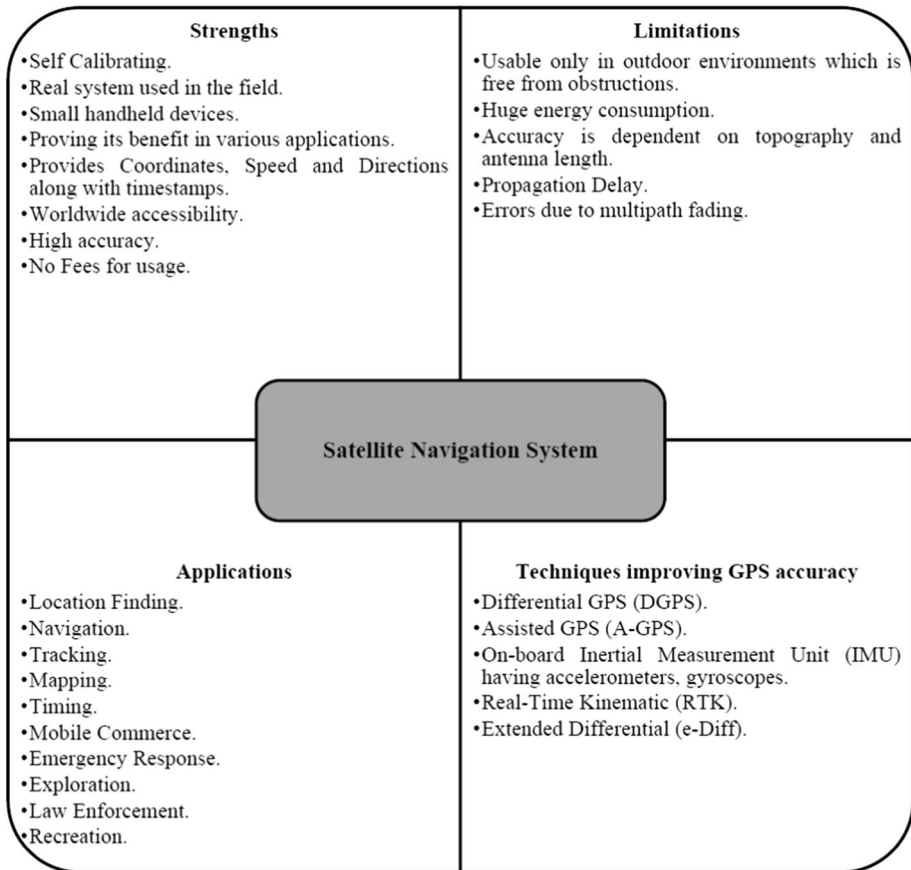 Strengths
•Self Calibrating.
•Real system used in the field.
•Small handheld devices.
•Proving its benefit in various applications.
•Provides Coordinates, Speed and Directions
along with timestamps.
•Worldwide accessibility.
•High accuracy.
•No Fees for usage.
Limitations
•Usable only in outdoor environments which is
free from obstructions.
•Huge energy consumption.
•Accuracy is dependent on topography and
antenna length.
•Propagation Delay.
•Errors due to multipath fading.
Satellite Navigation System
Applications
•Location Finding.
•Navigation.
•Tracking.
•Mapping.
•Timing.
•Mobile Commerce.
•Emergency Response.
•Exploration.
•Law Enforcement.
•Recreation.
Techniques improving GPS accuracy
•Differential GPS (DGPS).
•Assisted GPS (A-GPS).
•On-board Inertial Measurement Unit (IMU)
having accelerometers, gyroscopes.
•Real-Time Kinematic (RTK).
•Extended Differential (e-Diff).